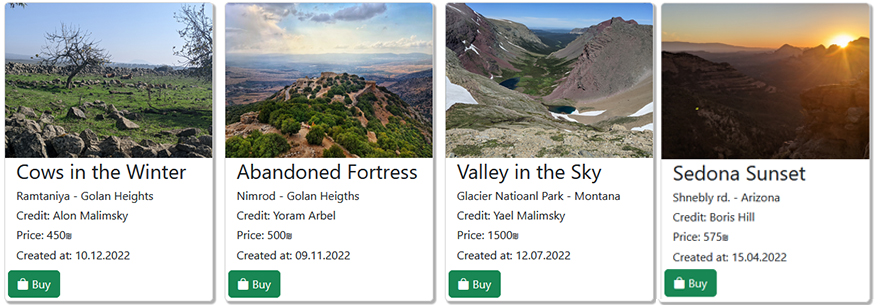 Cows in the Winter
Ramtaniya - Golan Heights
Credit: Alon Malimsky
Price: 450₪
Created at: 10.12.2022
Buy
Abandoned Fortress
Nimrod - Golan Heigths
Credit: Yoram Arbel
Price: 500₪
Created at: 09.11.2022
Buy
Valley in the Sky
Glacier Natioanl Park - Montana
Credit: Yael Malimsky
Price: 1500₪
Created at: 12.07.2022
Buy
Sedona Sunset
Shnebly rd. - Arizona
Credit: Boris Hill
Price: 575₪
Created at: 15.04.2022
Buy